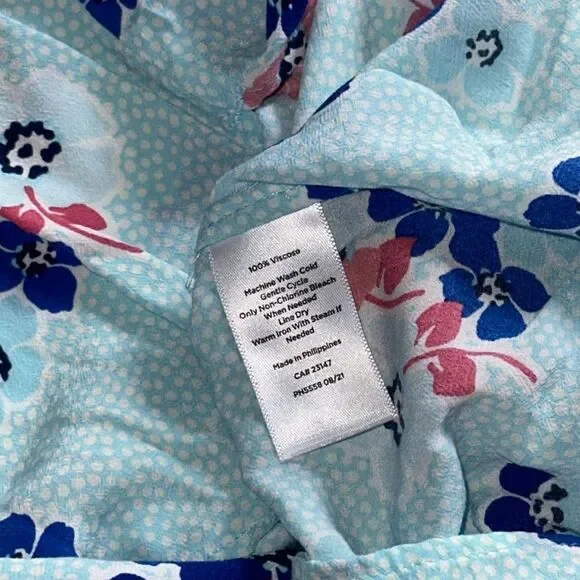 100% Viscose
Machine Wash Cold
Gentle Cycle
Only Non-Chlorine Bleach
When Needed
Line Dry
Warm Iron With Steam If
Needed
Made in Philippines
CA# 23147
PN5558 08/21